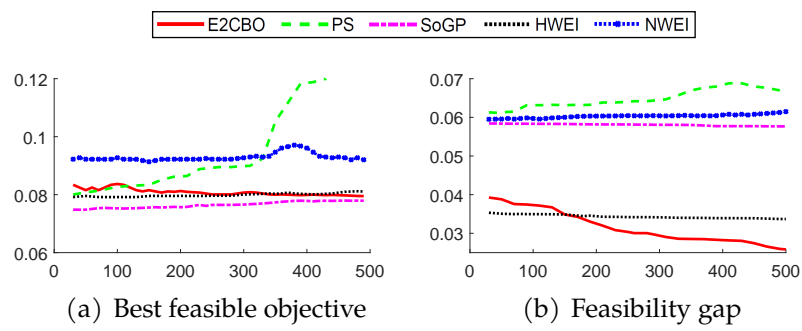 E2CBO PS SoGP HWEI NWEI
0.12
0.1
0.08
0.06
0 100 200 300 400 500
(a) Best feasible objective
0.07
0.06
0.05
0.04
0.03
0 100 200 300 400 500
(b) Feasibility gap